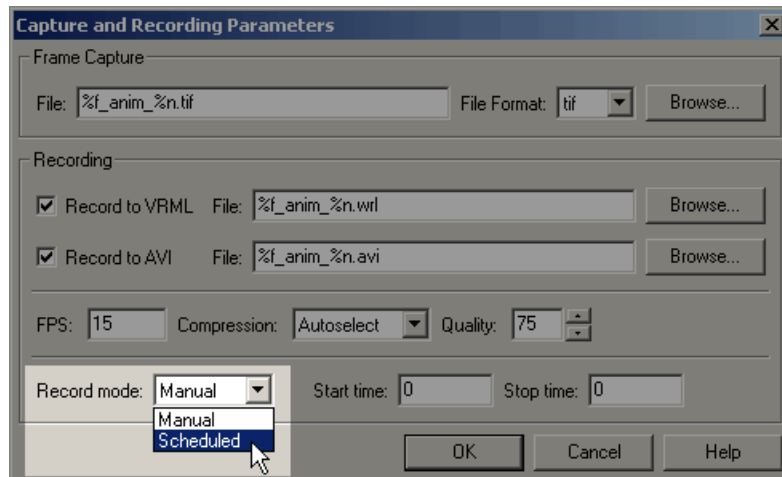 Capture and Recording Parameters
Frame Capture
File: %f_anim_%n.tif File Format: tif Browse...
Recording
Record to VRML File: %f_anim_%n.wrl Browse...
Record to AVI File: %f_anim_%n.avi Browse...
FPS: 15 Compression: Autoselect Quality: 75
Record mode: Manual Start time: 0 Stop time: 0
Manual
Scheduled
OK Cancel Help